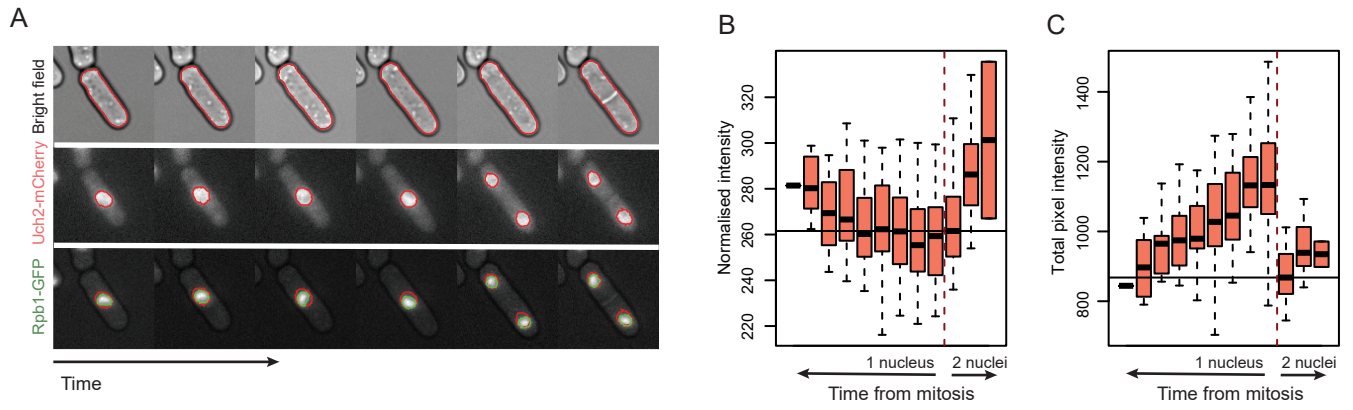 A
Bright field
Uch2-mCherry
Rpb1-GFP
Time
B
Normalised intensity
320
300
280
260
240
220
1 nucleus
2 nuclei
Time from mitosis
C
Total pixel intensity
1400
1200
1000
800
1 nucleus
2 nuclei
Time from mitosis